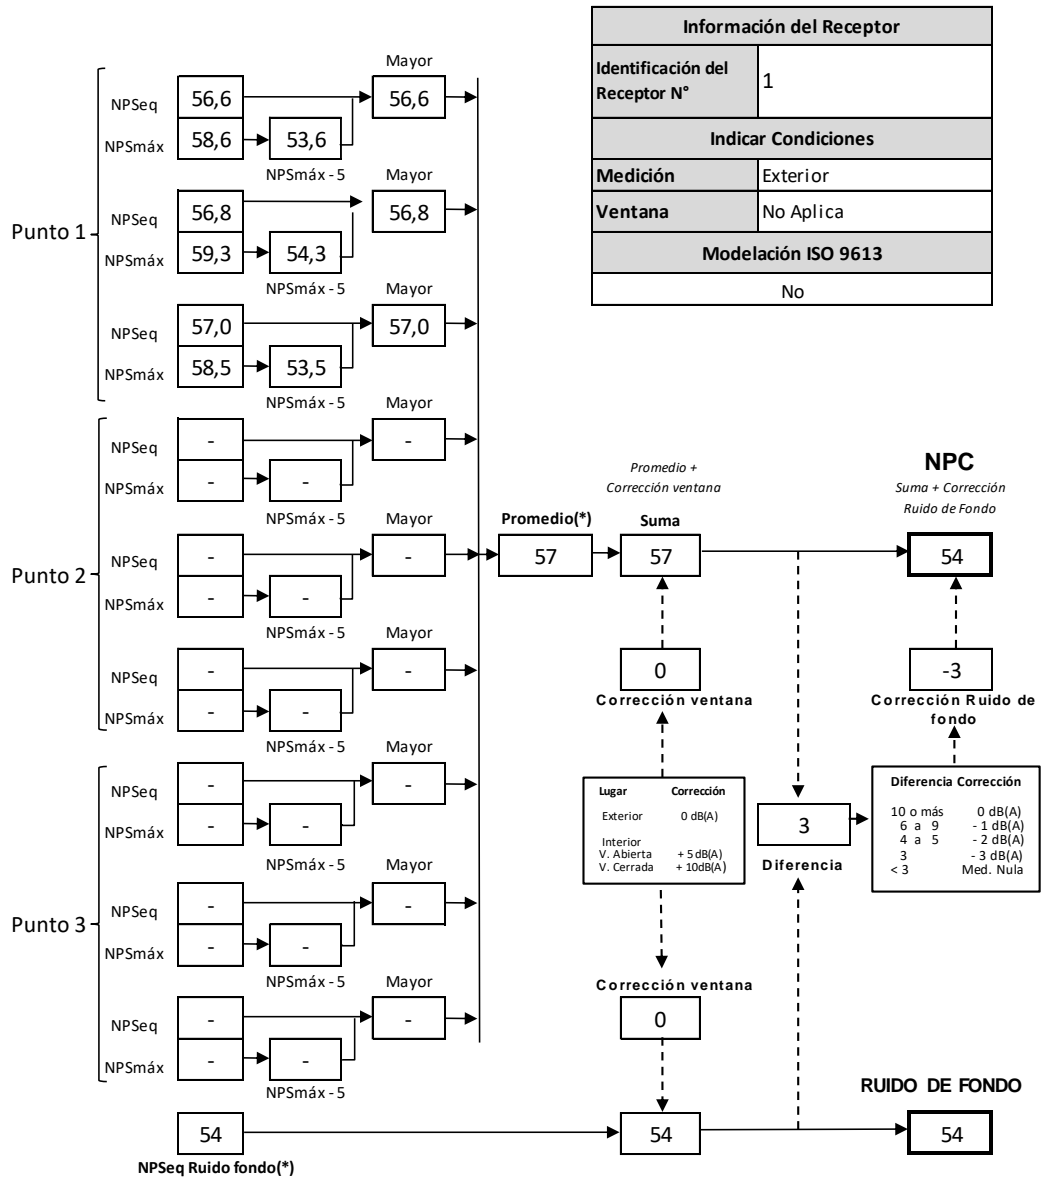 Información del Receptor
Identificación del
Receptor N°
1
Indicar Condiciones
Medición
Exterior
Ventana
No Aplica
Modelación ISO 9613
No
Punto 1
Mayor
NPSeq
56,6
56,6
NPSmáx
58,6
53,6
NPSmáx - 5
Mayor
NPSeq
56,8
56,8
NPSmáx
59,3
54,3
NPSmáx - 5
Mayor
NPSeq
57,0
57,0
NPSmáx
58,5
53,5
NPSmáx - 5
Punto 2
Mayor
NPSeq
-
-
NPSmáx
-
-
NPSmáx - 5
Mayor
NPSeq
-
-
NPSmáx
-
-
NPSmáx - 5
Mayor
NPSeq
-
-
NPSmáx
-
-
NPSmáx - 5
Punto 3
Mayor
NPSeq
-
-
NPSmáx
-
-
NPSmáx - 5
Mayor
NPSeq
-
-
NPSmáx
-
-
NPSmáx - 5
Mayor
NPSeq
-
-
NPSmáx
-
-
NPSmáx - 5
54
NPSeq Ruido fondo(*)
Promedio(*)
57
Promedio +
Corrección ventana
Suma
57
0
Corrección ventana
Lugar Corrección
Exterior 0 dB(A)
Interior
V. Abierta + 5 dB(A)
V. Cerrada + 10dB(A)
Corrección ventana
0
54
3
Diferencia
NPC
Suma + Corrección
Ruido de Fondo
54
-3
Corrección Ruido de
fondo
Diferencia Corrección
10 o más 0 dB(A)
6 a 9 - 1 dB(A)
4 a 5 - 2 dB(A)
3 - 3 dB(A)
< 3 Med. Nula
RUIDO DE FONDO
54